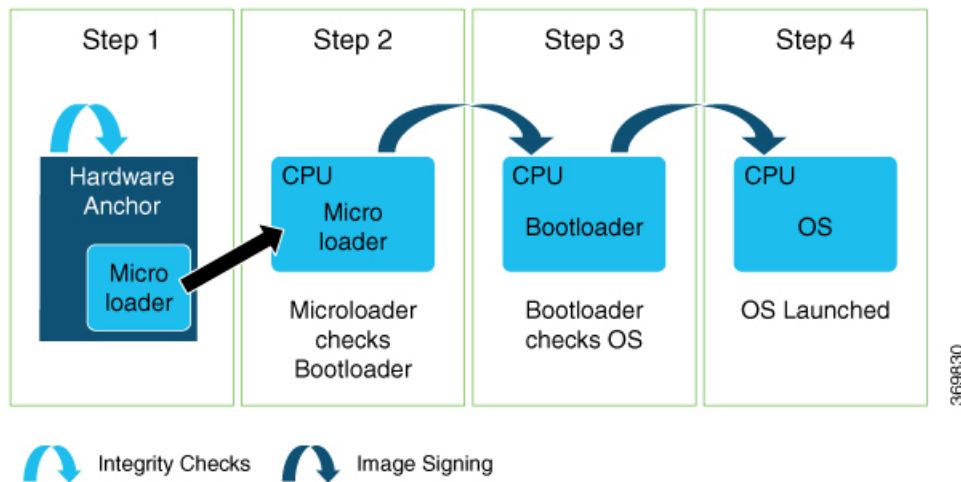 Step 1
Step 2
Step 3
Step 4
Hardware
Anchor
Micro
loader
CPU
Micro
loader
CPU
Bootloader
CPU
OS
Microloader
checks
Bootloader
Bootloader
checks OS
OS Launched
369830
Integrity Checks
Image Signing